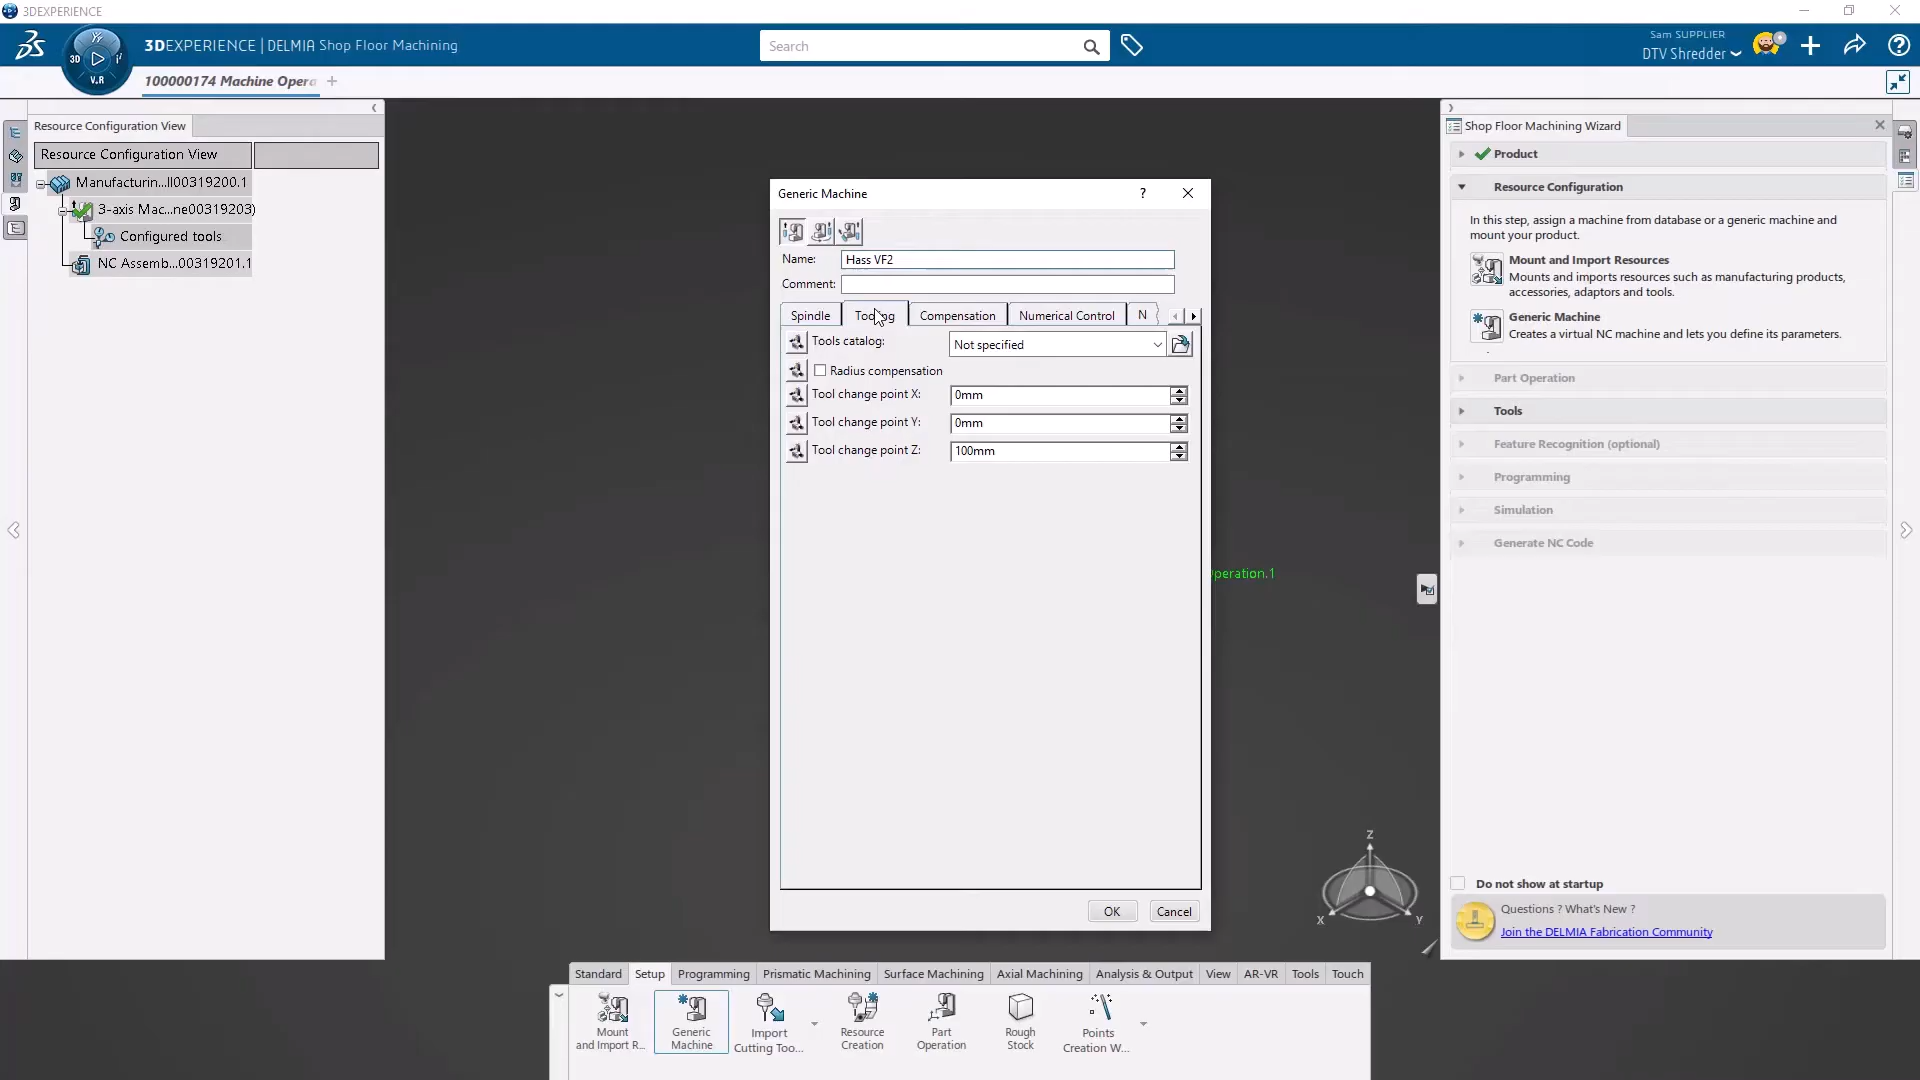 3DEXPERIENCE
3DEXPERIENCE | DELMIA Shop Floor Machining
Search
Sam SUPPLIER
DTV Shredder
3D
V.R
100000174 Machine Opera
Resource Configuration View
Resource Configuration View
Manufacturin...ll00319200.1
3-axis Mac...ne00319203)
Configured tools
NC Assemb...00319201.1
Generic Machine
?
Name:
Hass VF2
Comment:
Spindle
Compensation
Numerical Control
N
Tools catalog:
Not specified
Radius compensation
Tool change point X:
0mm
Tool change point Y:
0mm
Tool change point Z:
100mm
OK
Cancel
peration.1
Z
X
Y
Shop Floor Machining Wizard
Product
Resource Configuration
In this step, assign a machine from database or a generic machine and
mount your product.
Mount and Import Resources
Mounts and imports resources such as manufacturing products,
accessories, adaptors and tools.
Generic Machine
Creates a virtual NC machine and lets you define its parameters.
Part Operation
Tools
Feature Recognition (optional)
Programming
Simulation
Generate NC Code
Do not show at startup
Questions ? What's New ?
Join the DELMIA Fabrication Community
Standard
Setup
Programming
Prismatic Machining
Surface Machining
Axial Machining
Analysis & Output
View
AR-VR
Tools
Touch
Mount
and Import R...
Generic
Machine
Import
Cutting Too...
Resource
Creation
Part
Operation
Rough
Stock
Points
Creation W...